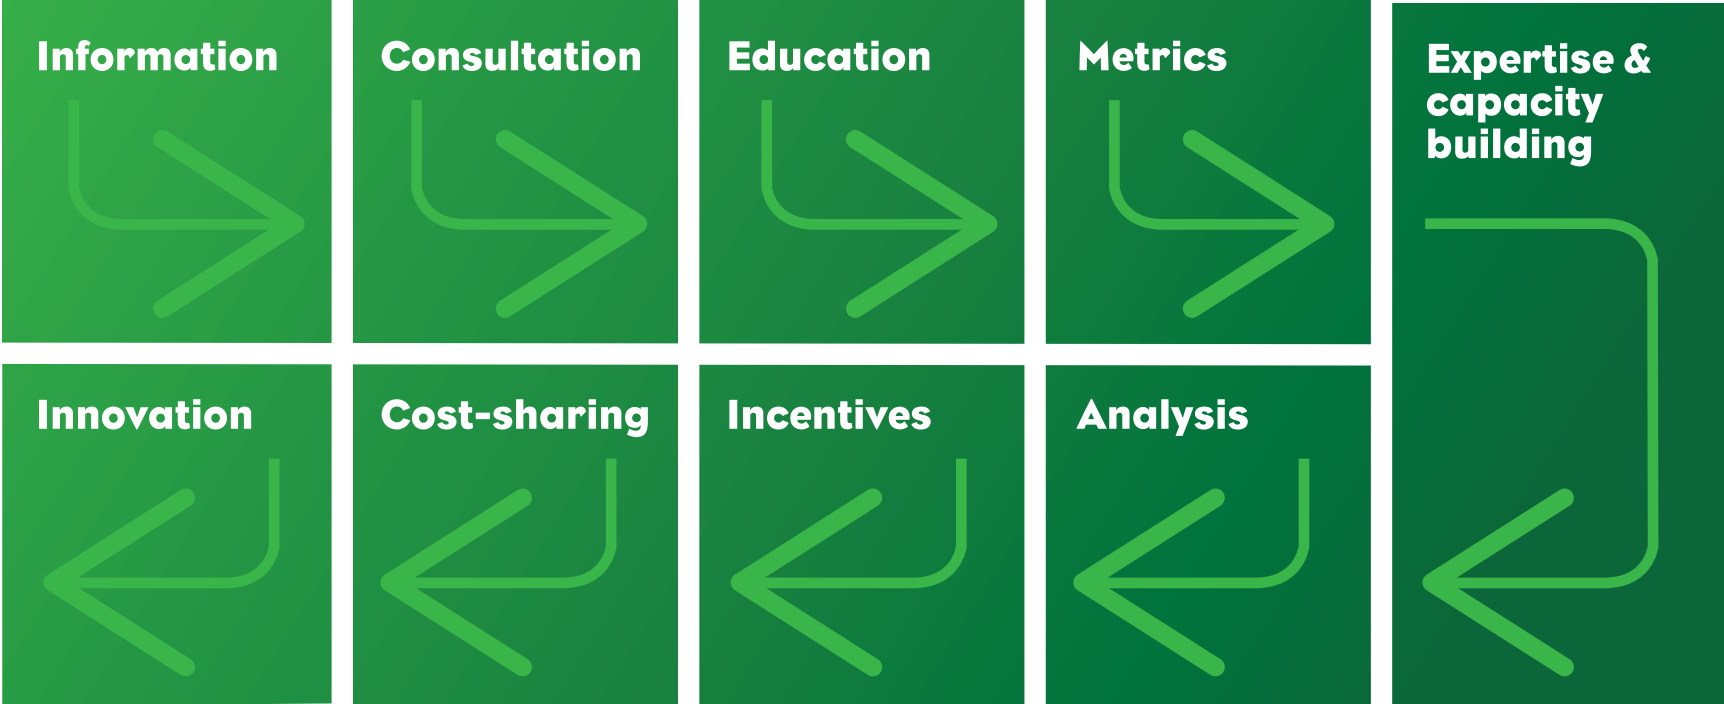 Information
Consultation
Education
Metrics
Expertise &
capacity
building
Innovation
Cost-sharing
Incentives
Analysis